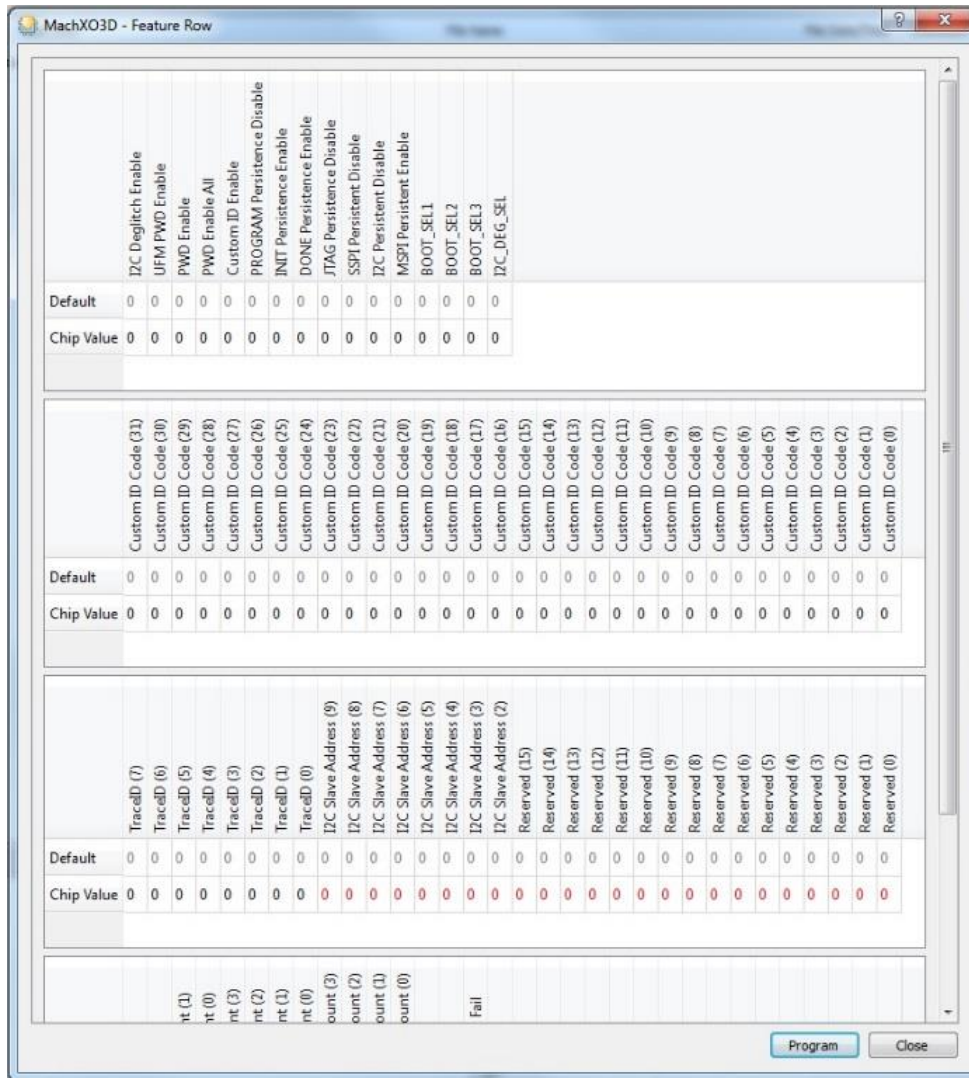 MachXO3D - Feature Row
I2C Deglitch Enable
UFM PWD Enable
PWD Enable
PWD Enable All
Custom ID Enable
PROGRAM Persistence Disable
INIT Persistence Enable
DONE Persistence Enable
JTAG Persistence Disable
SSPI Persistent Disable
I2C Persistent Disable
MSPI Persistent Enable
BOOT_SEL1
BOOT_SEL2
BOOT_SEL3
I2C_DEG_SEL
Default 0 0 0 0 0 0 0 0 0 0 0 0 0 0 0 0
Chip Value 0 0 0 0 0 0 0 0 0 0 0 0 0 0 0 0
Custom ID Code (31)
Custom ID Code (30)
Custom ID Code (29)
Custom ID Code (28)
Custom ID Code (27)
Custom ID Code (26)
Custom ID Code (25)
Custom ID Code (24)
Custom ID Code (23)
Custom ID Code (22)
Custom ID Code (21)
Custom ID Code (20)
Custom ID Code (19)
Custom ID Code (18)
Custom ID Code (17)
Custom ID Code (16)
Custom ID Code (15)
Custom ID Code (14)
Custom ID Code (13)
Custom ID Code (12)
Custom ID Code (11)
Custom ID Code (10)
Custom ID Code (9)
Custom ID Code (8)
Custom ID Code (7)
Custom ID Code (6)
Custom ID Code (5)
Custom ID Code (4)
Custom ID Code (3)
Custom ID Code (2)
Custom ID Code (1)
Custom ID Code (0)
Default 0 0 0 0 0 0 0 0 0 0 0 0 0 0 0 0 0 0 0 0 0 0 0 0 0 0 0 0 0 0 0 0
Chip Value 0 0 0 0 0 0 0 0 0 0 0 0 0 0 0 0 0 0 0 0 0 0 0 0 0 0 0 0 0 0 0 0
TraceID (7)
TraceID (6)
TraceID (5)
TraceID (4)
TraceID (3)
TraceID (2)
TraceID (1)
TraceID (0)
I2C Slave Address (9)
I2C Slave Address (8)
I2C Slave Address (7)
I2C Slave Address (6)
I2C Slave Address (5)
I2C Slave Address (4)
I2C Slave Address (3)
I2C Slave Address (2)
Reserved (15)
Reserved (14)
Reserved (13)
Reserved (12)
Reserved (11)
Reserved (10)
Reserved (9)
Reserved (8)
Reserved (7)
Reserved (6)
Reserved (5)
Reserved (4)
Reserved (3)
Reserved (2)
Reserved (1)
Reserved (0)
Default 0 0 0 0 0 0 0 0 0 0 0 0 0 0 0 0 0 0 0 0 0 0 0 0 0 0 0 0 0 0 0 0
Chip Value 0 0 0 0 0 0 0 0 0 0 0 0 0 0 0 0 0 0 0 0 0 0 0 0 0 0 0 0 0 0 0 0
nt (1)
nt (0)
nt (3)
nt (2)
nt (1)
nt (0)
ount (3)
ount (2)
ount (1)
ount (0)
Fail
Program
Close